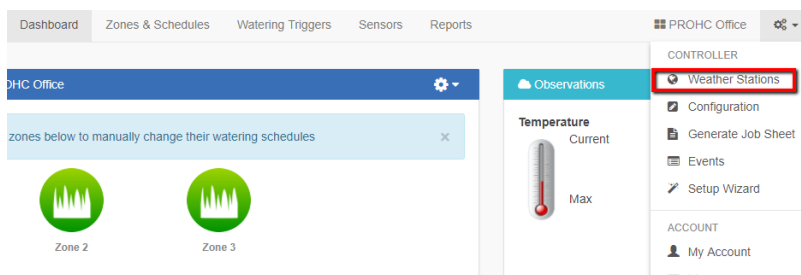 Dashboard Zones & Schedules Watering Triggers Sensors Reports PROHC Office
CONTROLLER
Weather Stations
Configuration
Generate Job Sheet
Events
Setup Wizard
ACCOUNT
My Account
OHC Office
zones below to manually change their watering schedules ×
Zone 2 Zone 3
Observations
Temperature
Current
Max